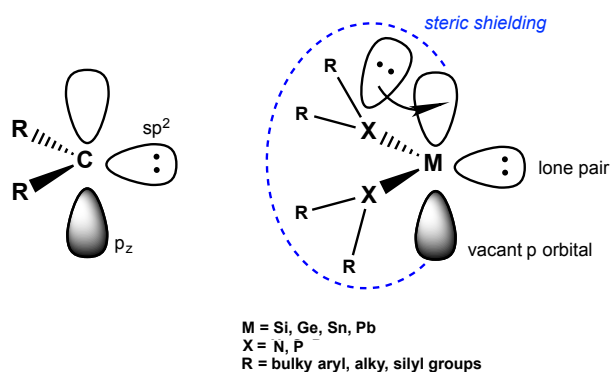 steric shielding
R
R
C
sp2
pz
R
R
X
M
X
R
R
lone pair
vacant p orbital
M = Si, Ge, Sn, Pb
X = N, P
R = bulky aryl, alky, silyl groups